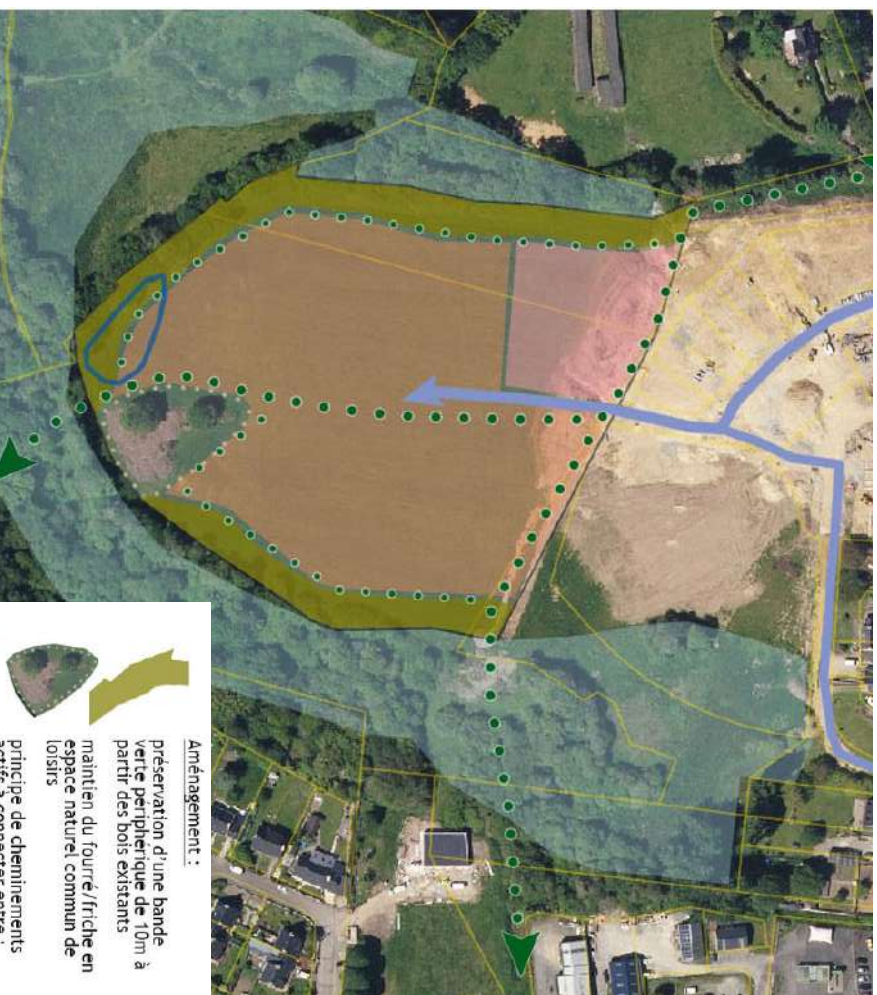 Aménagement :
préservation d'une bande
verte périphérique de 10m à
partir des bois existants
maintien du fourré/friche en
espace naturel commun de
loisirs
principe de cheminements